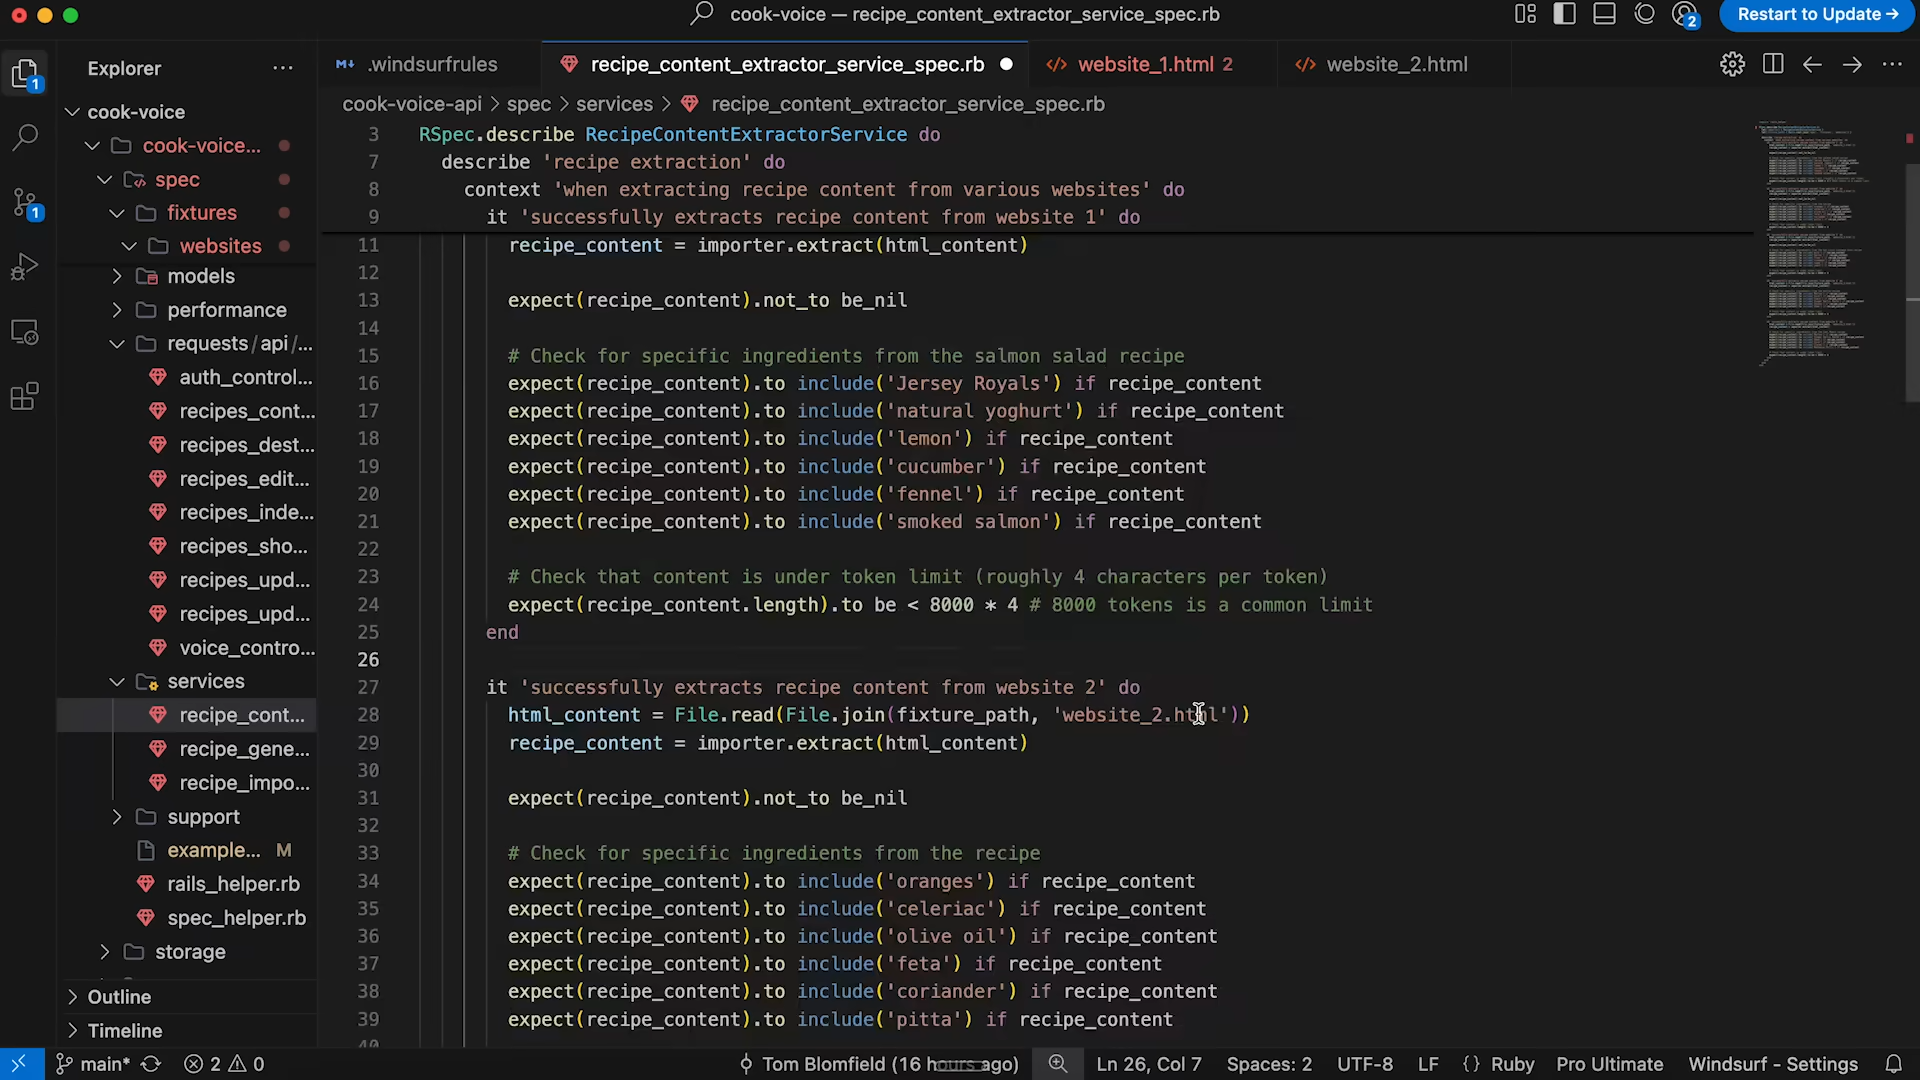 cook-voice — recipe_content_extractor_service_spec.rb
2
Restart to Update →
1
Explorer
.windsurfrules
recipe_content_extractor_service_spec.rb
website_1.html 2
website_2.html
cook-voice-api > spec > services > recipe_content_extractor_service_spec.rb
cook-voice
cook-voice...
spec
fixtures
websites
models
performance
requests/api/...
auth_control...
recipes_cont...
recipes_dest...
recipes_edit...
recipes_inde...
recipes_sho...
recipes_upd...
recipes_upd...
voice_contro...
services
recipe_cont...
recipe_gene...
recipe_impo...
support
example... M
rails_helper.rb
spec_helper.rb
storage
Outline
Timeline
1
3 RSpec.describe RecipeContentExtractorService do
7 describe 'recipe extraction' do
8 context 'when extracting recipe content from various websites' do
9 it 'successfully extracts recipe content from website 1' do
11 recipe_content = importer.extract(html_content)
12
13 expect(recipe_content).not_to be_nil
14
15 # Check for specific ingredients from the salmon salad recipe
16 expect(recipe_content).to include('Jersey Royals') if recipe_content
17 expect(recipe_content).to include('natural yoghurt') if recipe_content
18 expect(recipe_content).to include('lemon') if recipe_content
19 expect(recipe_content).to include('cucumber') if recipe_content
20 expect(recipe_content).to include('fennel') if recipe_content
21 expect(recipe_content).to include('smoked salmon') if recipe_content
22
23 # Check that content is under token limit (roughly 4 characters per token)
24 expect(recipe_content.length).to be < 8000 * 4 # 8000 tokens is a common limit
25 end
26
27 it 'successfully extracts recipe content from website 2' do
28 html_content = File.read(File.join(fixture_path, 'website_2.html'))
29 recipe_content = importer.extract(html_content)
30
31 expect(recipe_content).not_to be_nil
32
33 # Check for specific ingredients from the recipe
34 expect(recipe_content).to include('oranges') if recipe_content
35 expect(recipe_content).to include('celeriac') if recipe_content
36 expect(recipe_content).to include('olive oil') if recipe_content
37 expect(recipe_content).to include('feta') if recipe_content
38 expect(recipe_content).to include('coriander') if recipe_content
39 expect(recipe_content).to include('pitta') if recipe_content
40
main* 2 0 Tom Blomfield (16 hours ago) Ln 26, Col 7 Spaces: 2 UTF-8 LF {} Ruby Pro Ultimate Windsurf - Settings